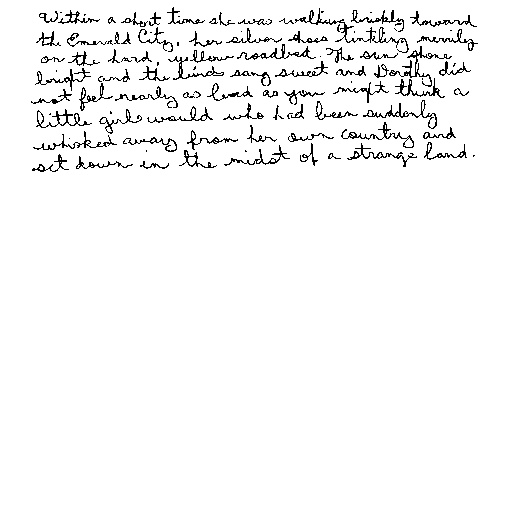 Within a short time she was walking briskly toward
the Emerald City, her silver shoes tinkling merrily
on the hard, yellow roadbed. The sun shone
bright and the birds sang sweet and Dorothy did
not feel nearly as bad as you might think a
little girl would who had been suddenly
whisked away from her own country and
set down in the midst of a strange land.